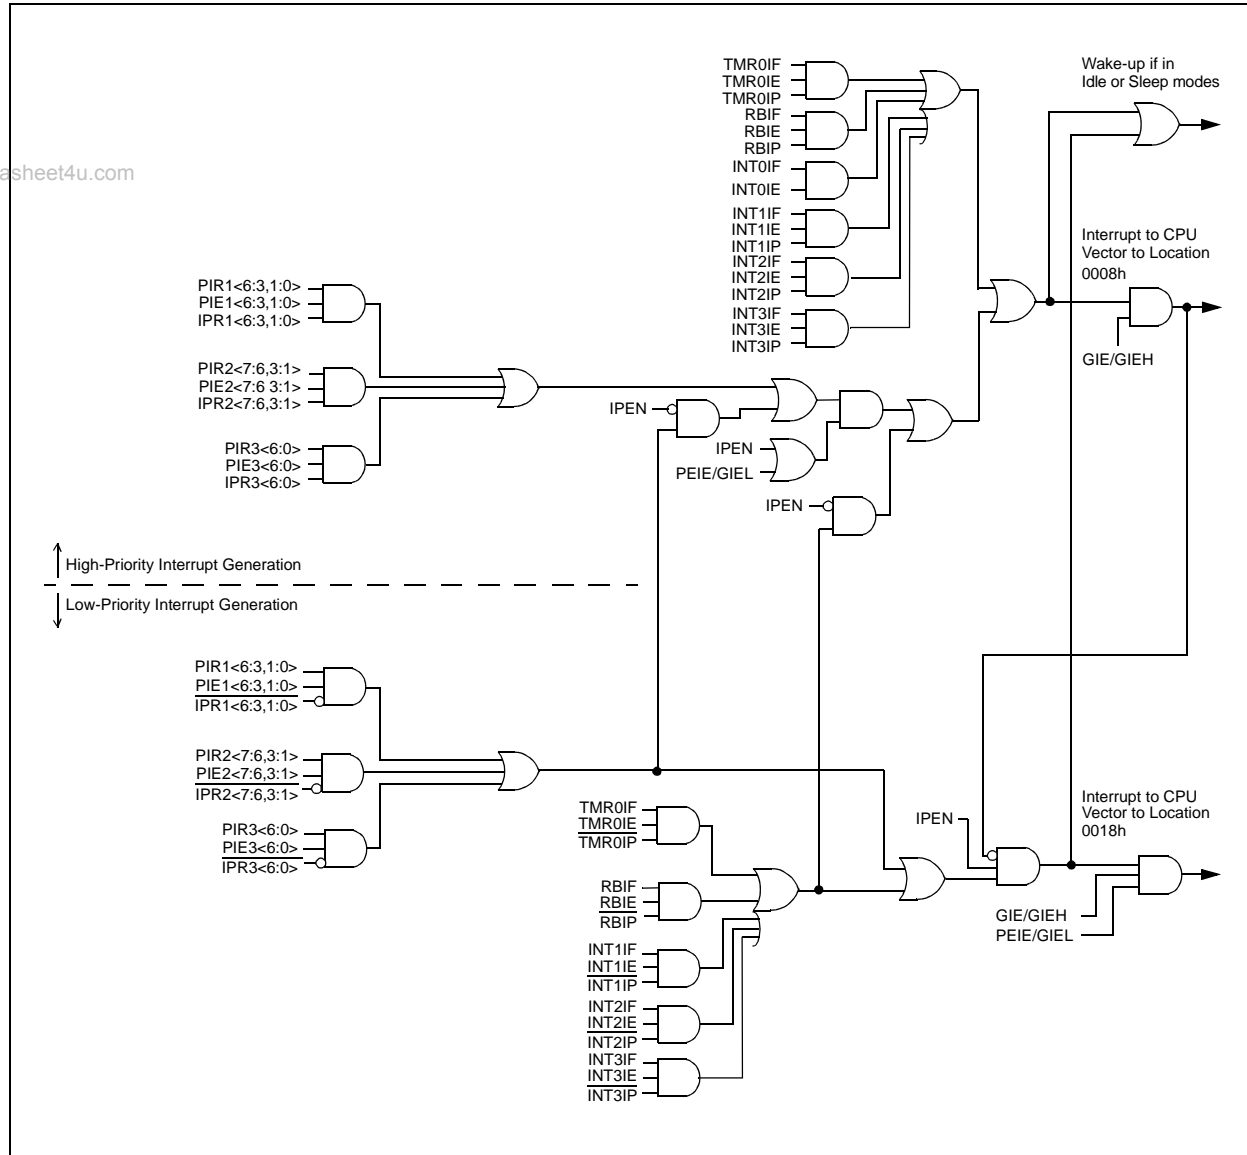 TMR0IF
TMR0IE
TMR0IP
RBIF
RBIE
RBIP
INT0IF
INT0IE
INT1IF
INT1IE
INT1IP
INT2IF
INT2IE
INT2IP
INT3IF
INT3IE
INT3IP
Wake-up if in
Idle or Sleep modes
asheet4u.com
Interrupt to CPU
Vector to Location
0008h
GIE/GIEH
PIR1<6:3,1:0>
PIE1<6:3,1:0>
IPR1<6:3,1:0>
PIR2<7:6,3:1>
PIE2<7:6 3:1>
IPR2<7:6,3:1>
PIR3<6:0>
PIE3<6:0>
IPR3<6:0>
IPEN
IPEN
PEIE/GIEL
IPEN
High-Priority Interrupt Generation
Low-Priority Interrupt Generation
PIR1<6:3,1:0>
PIE1<6:3,1:0>
IPR1<6:3,1:0>
PIR2<7:6,3:1>
PIE2<7:6,3:1>
IPR2<7:6,3:1>
PIR3<6:0>
PIE3<6:0>
IPR3<6:0>
TMR0IF
TMR0IE
TMR0IP
RBIF
RBIE
RBIP
INT1IF
INT1IE
INT1IP
INT2IF
INT2IE
INT2IP
INT3IF
INT3IE
INT3IP
IPEN
Interrupt to CPU
Vector to Location
0018h
GIE/GIEH
PEIE/GIEL